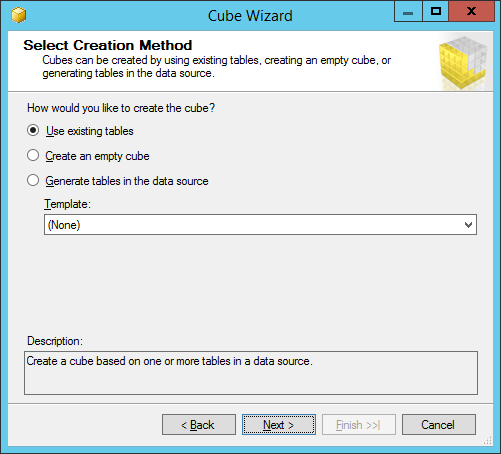 Cube Wizard
Select Creation Method
Cubes can be created by using existing tables, creating an empty cube, or
generating tables in the data source.
How would you like to create the cube?
Use existing tables
Create an empty cube
Generate tables in the data source
Template:
(None)
Description:
Create a cube based on one or more tables in a data source.
< Back
Next >
Finish >>|
Cancel